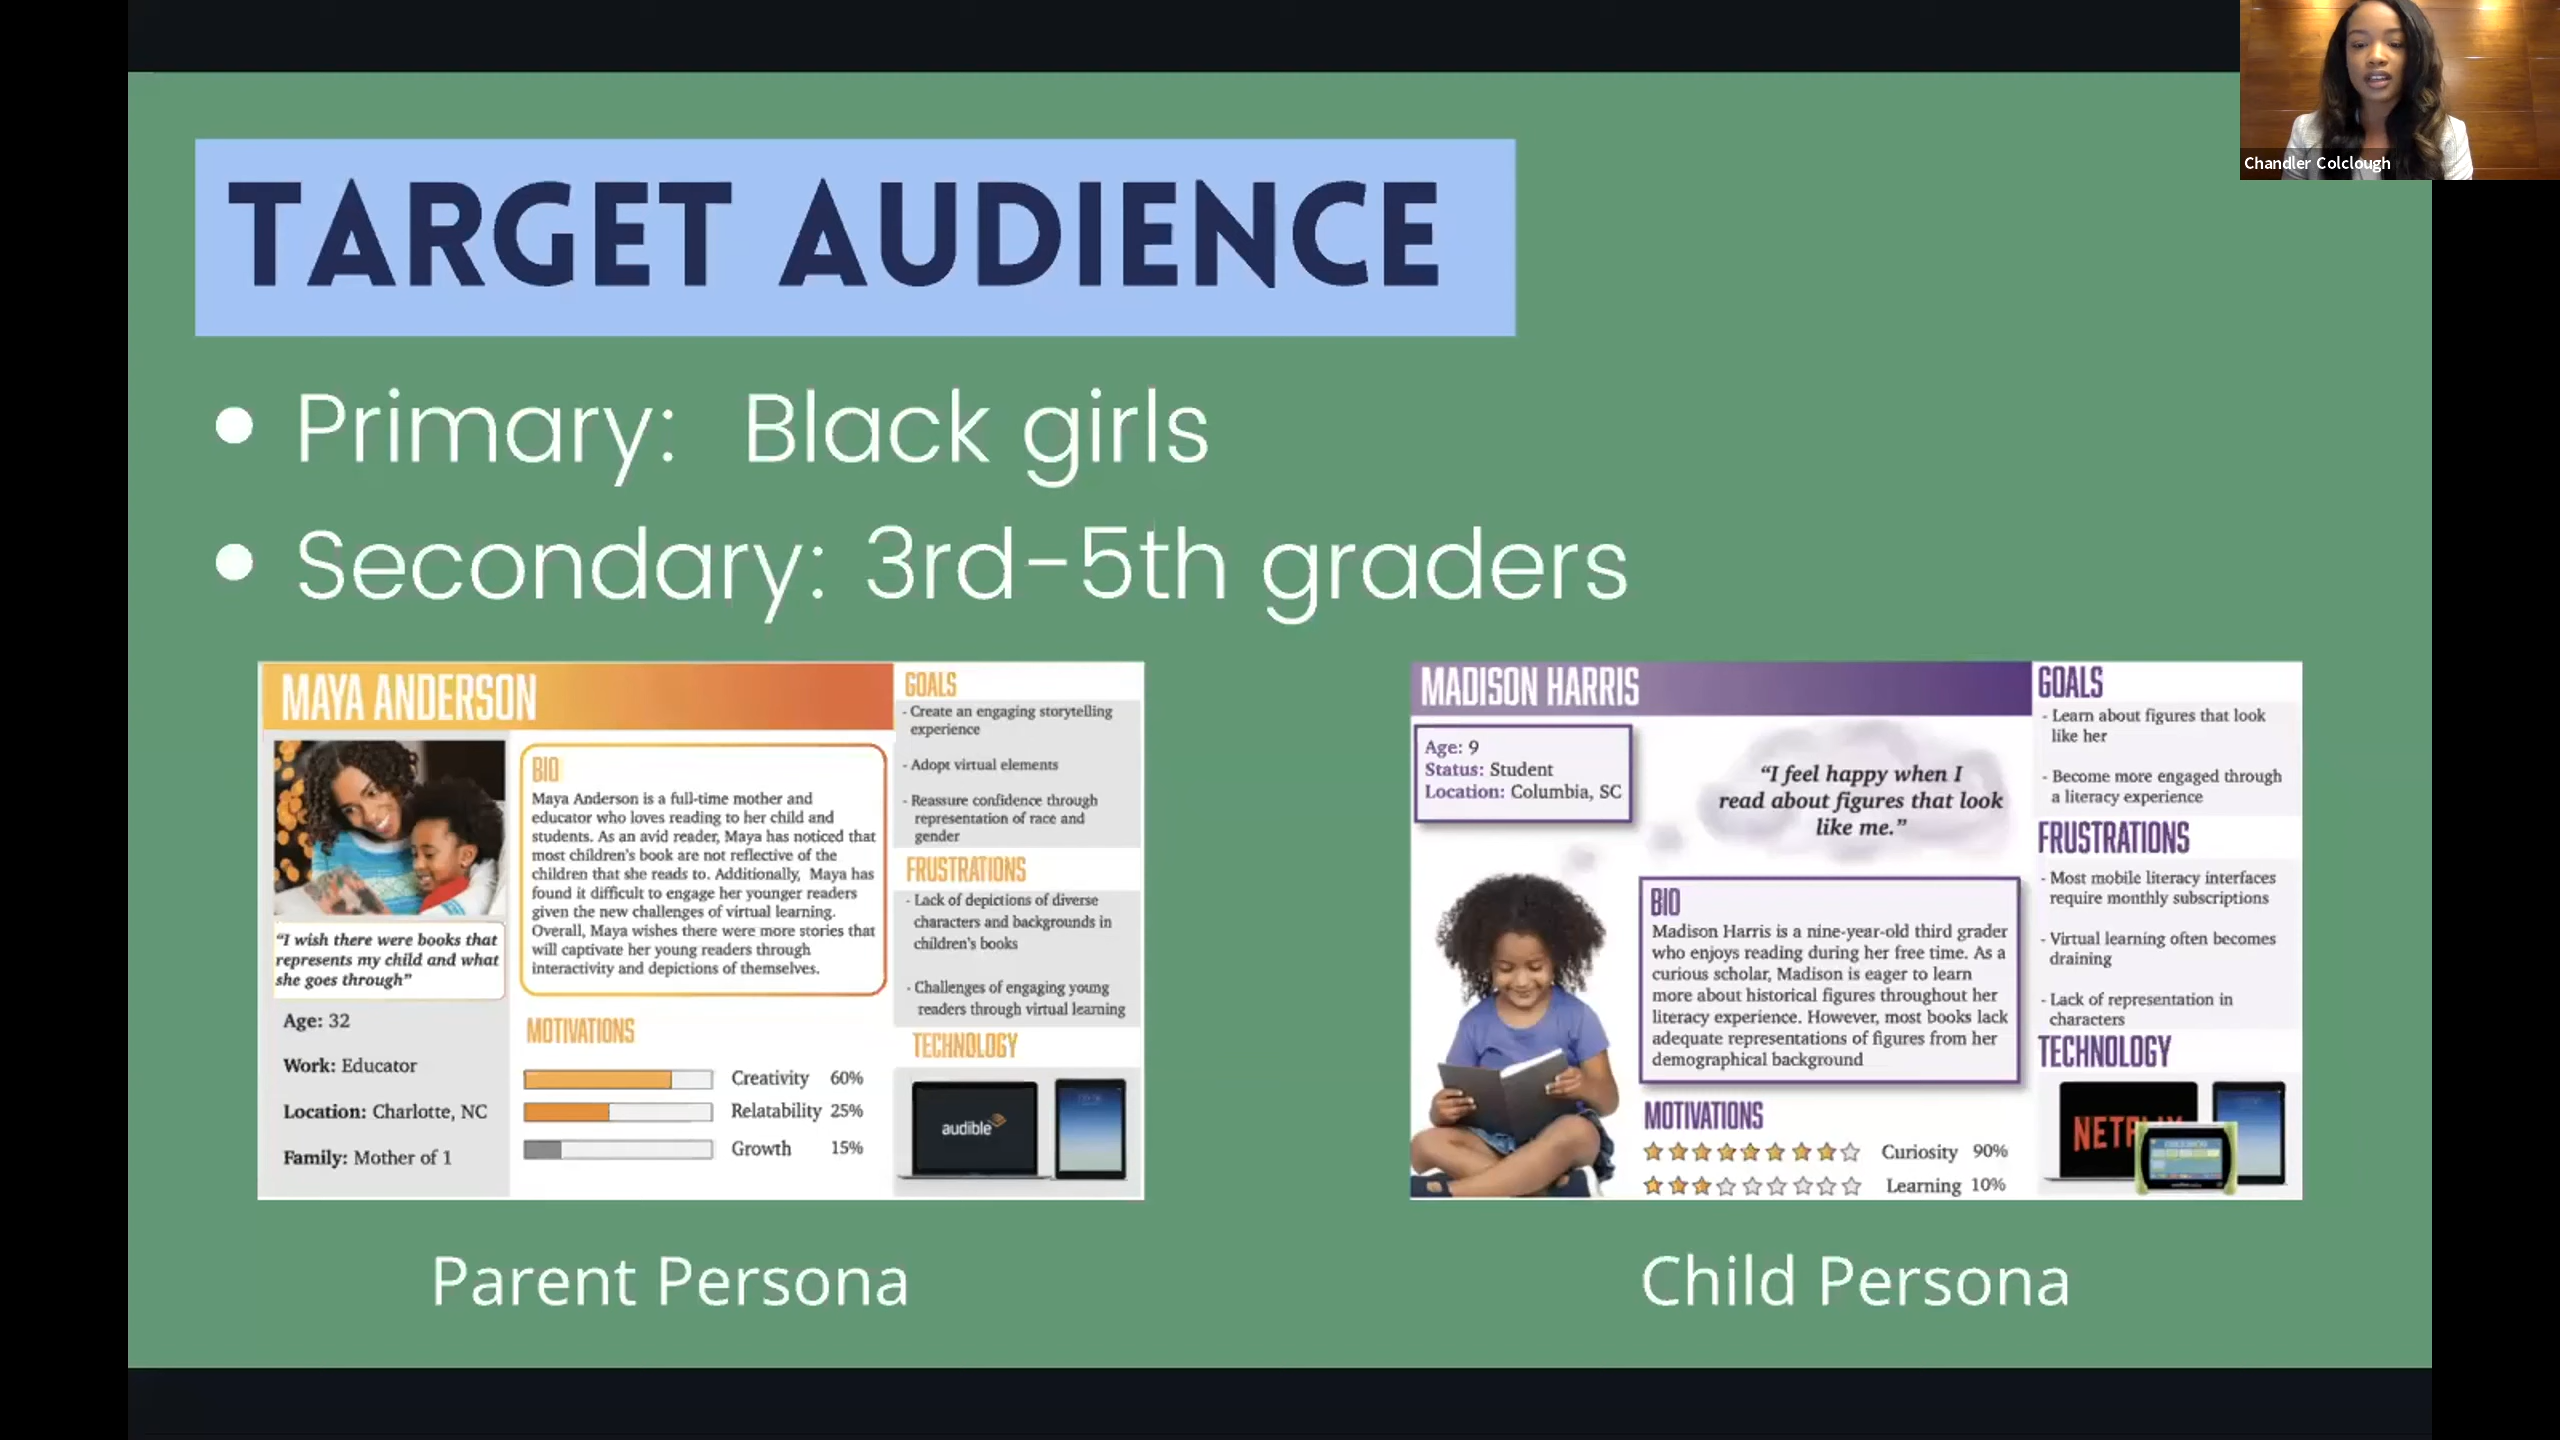 Chandler Colclough
TARGET AUDIENCE
• Primary: Black girls
• Secondary: 3rd-5th graders
MAYA ANDERSON
"I wish there were books that
represents my child and what
she goes through"
Age: 32
Work: Educator
Location: Charlotte, NC
Family: Mother of 1
BIO
Maya Anderson is a full-time mother and
educator who loves reading to her child and
students. As an avid reader, Maya has noticed that
most children's book are not reflective of the
children that she reads to. Additionally, Maya has
found it difficult to engage her younger readers
given the new challenges of virtual learning.
Overall, Maya wishes there were more stories that
will captivate her young readers through
interactivity and depictions of themselves.
MOTIVATIONS
Creativity 60%
Relatability 25%
Growth 15%
GOALS
- Create an engaging storytelling
experience
- Adopt virtual elements
- Reassure confidence through
representation of race and
gender
FRUSTRATIONS
- Lack of depictions of diverse
characters and backgrounds in
children's books
- Challenges of engaging young
readers through virtual learning
TECHNOLOGY
audible
Parent Persona
MADISON HARRIS
Age: 9
Status: Student
Location: Columbia, SC
"I feel happy when I
read about figures that look
like me."
BIO
Madison Harris is a nine-year-old third grader
who enjoys reading during her free time. As a
curious scholar, Madison is eager to learn
more about historical figures throughout her
literacy experience. However, most books lack
adequate representations of figures from her
demographical background
MOTIVATIONS
Curiosity 90%
Learning 10%
GOALS
- Learn about figures that look
like her
- Become more engaged through
a literacy experience
FRUSTRATIONS
- Most mobile literacy interfaces
require monthly subscriptions
- Virtual learning often becomes
draining
- Lack of representation in
characters
TECHNOLOGY
NETFLIX
Child Persona